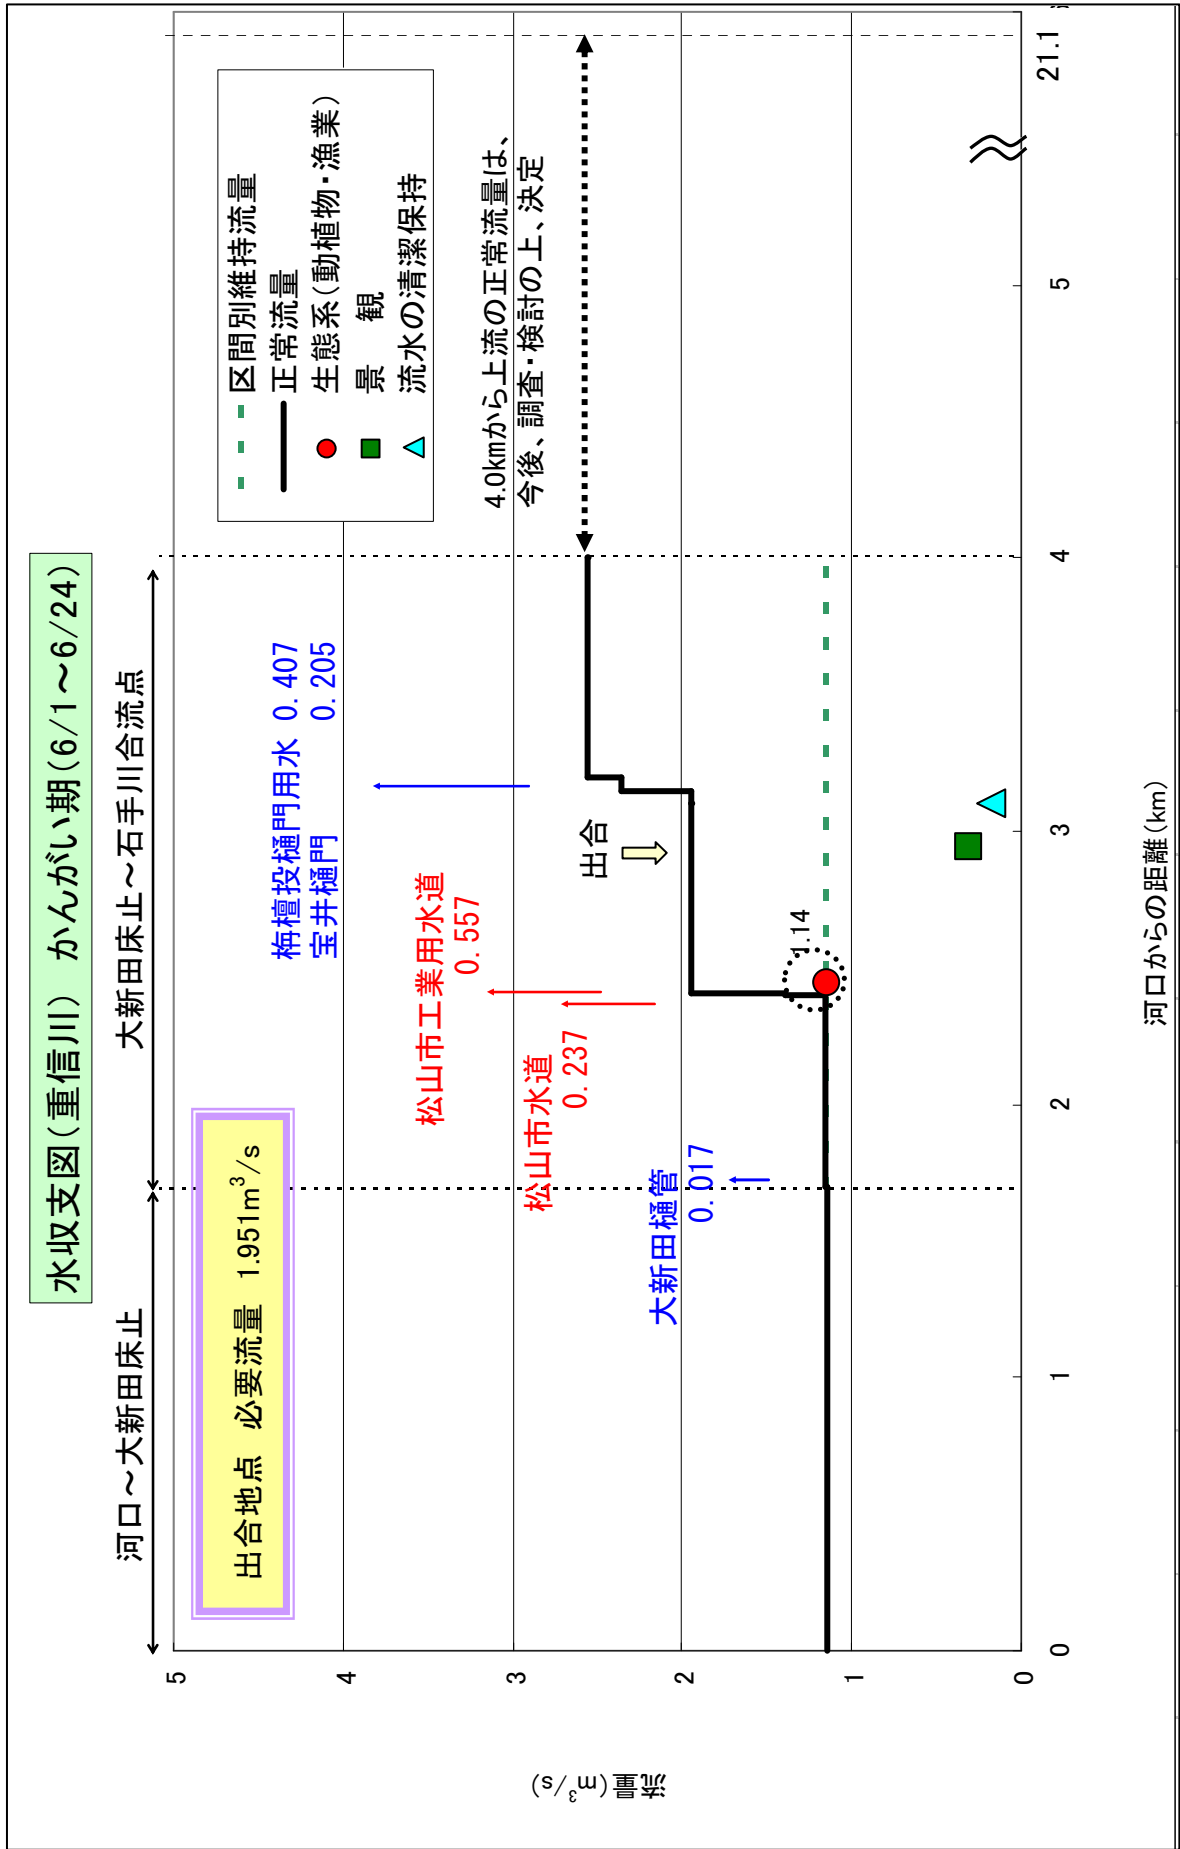 水収支図(重信川) かんがい期(6/1～6/24)
河口～大新田床止
大新田床止～石手川合流点
出合地点 必要流量 1.951m³/s
区間別維持流量
正常流量
生態系(動植物・漁業)
景 観
流水の清潔保持
栴檀投樋門用水 0.407
宝井樋門 0.205
松山市工業用水道
0.557
松山市水道
0.237
大新田樋管
0.017
出合
4.0kmから上流の正常流量は、
今後、調査・検討の上、決定
1.14
流量(m³/s)
5
4
3
2
1
0
0
1
2
3
4
5
21.1
河口からの距離(km)